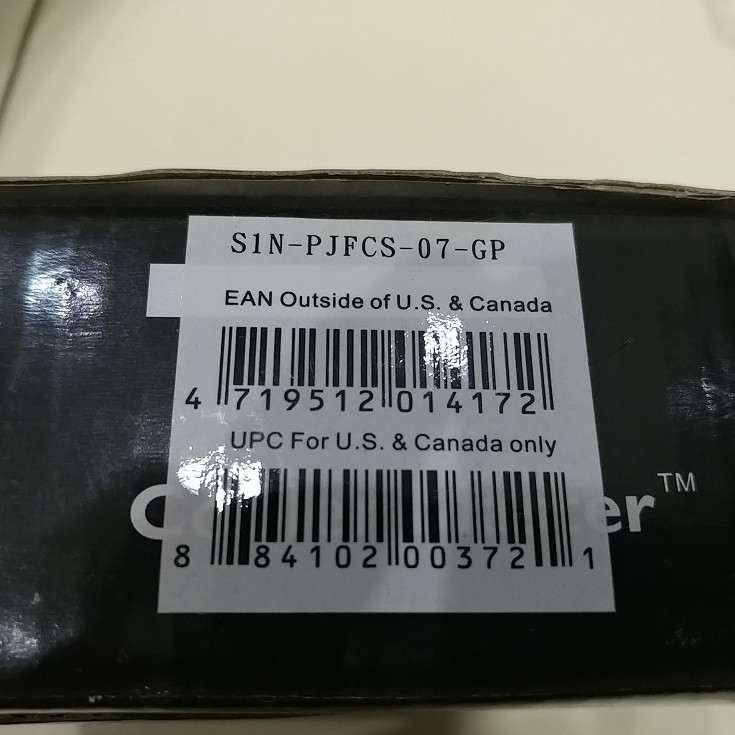 S1N-PJFCS-07-GP
EAN Outside of U.S. & Canada
4 719512 014172
UPC For U.S. & Canada only
8 84102 00372 1
TM